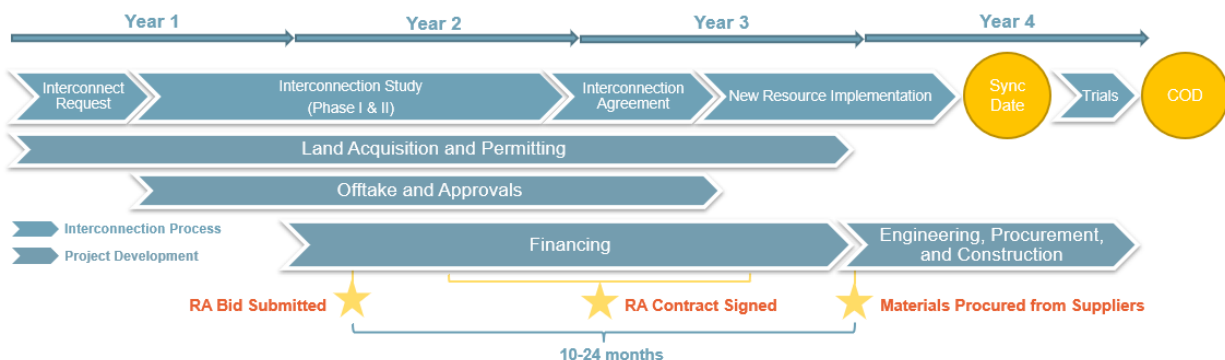 Year 1
Year 2
Year 3
Year 4
Interconnect
Request
Interconnection Study
(Phase I & II)
Interconnection
Agreement
New Resource Implementation
Sync
Date
Trials
COD
Land Acquisition and Permitting
Offtake and Approvals
Interconnection Process
Project Development
Financing
Engineering, Procurement,
and Construction
RA Bid Submitted
RA Contract Signed
Materials Procured from Suppliers
10-24 months